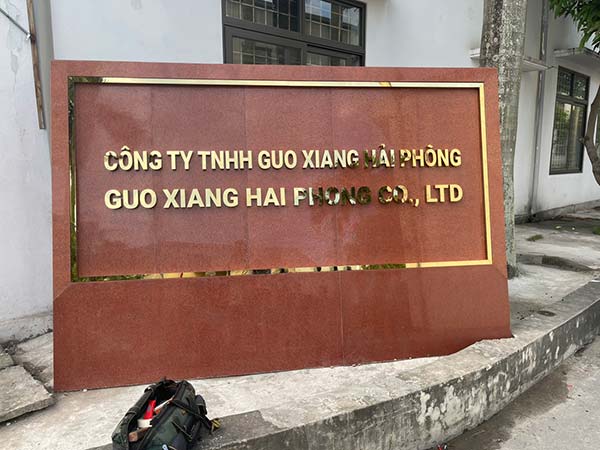 CÔNG TY TNHH GUO XIANG HẢI PHÒNG
GUO XIANG HAI PHONG CO., LTD